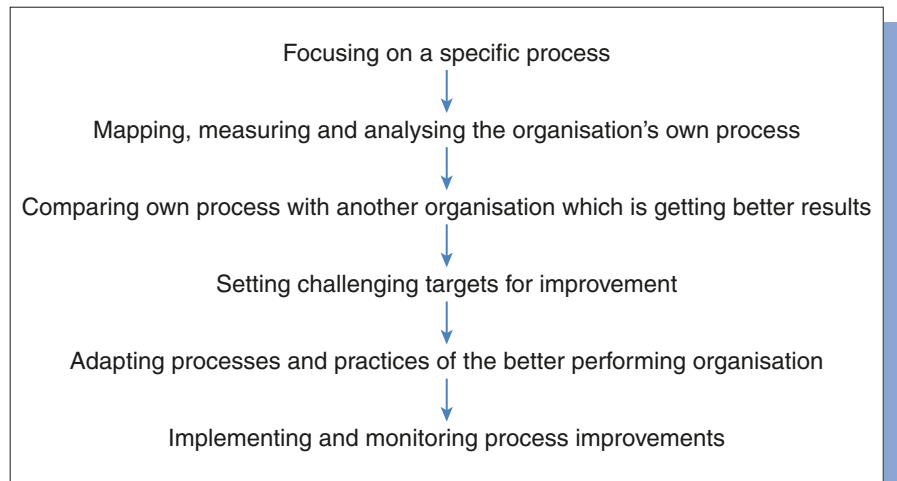 Focusing on a specific process
Mapping, measuring and analysing the organisation's own process
Comparing own process with another organisation which is getting better results
Setting challenging targets for improvement
Adapting processes and practices of the better performing organisation
Implementing and monitoring process improvements